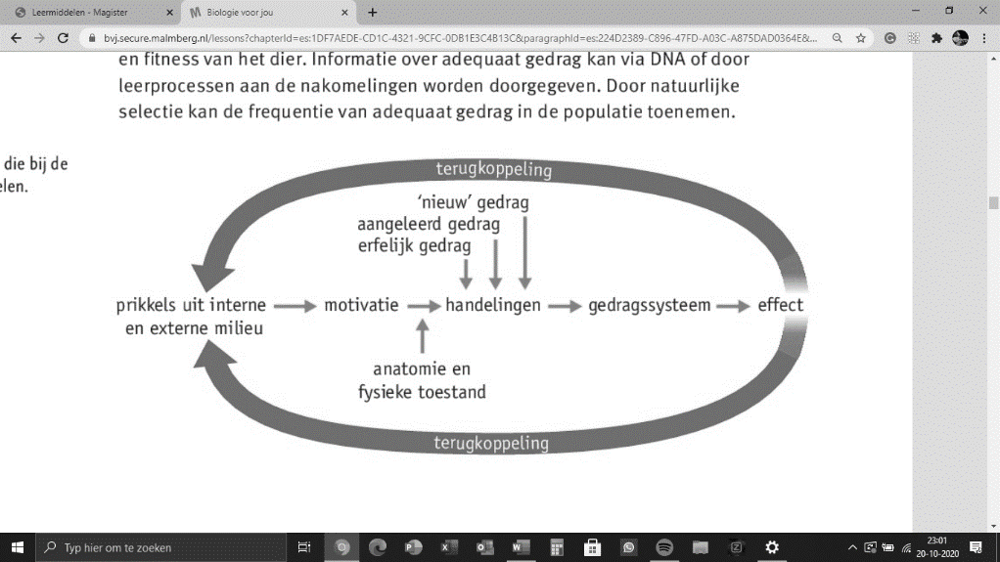 Leermiddelen - Magister
Biologie voor jou
bvj.secure.malmberg.nl/lessons?chapterId=es:1DF7AEDE-CD1C-4321-9CFC-0DB1E3C4B13C&paragraphId=es:224D2389-C896-47FD-A03C-A875DAD0364E&...
en fitness van het dier. Informatie over adequaat gedrag kan via DNA of door
leerprocessen aan de nakomelingen worden doorgegeven. Door natuurlijke
selectie kan de frequentie van adequaat gedrag in de populatie toenemen.
die bij de
elen.
terugkoppeling
'nieuw' gedrag
aangeleerd gedrag
erfelijk gedrag
prikkels uit interne
en externe milieu
motivatie
handelingen
gedragssysteem
effect
anatomie en
fysieke toestand
terugkoppeling
Typ hier om te zoeken
23:01
20-10-2020